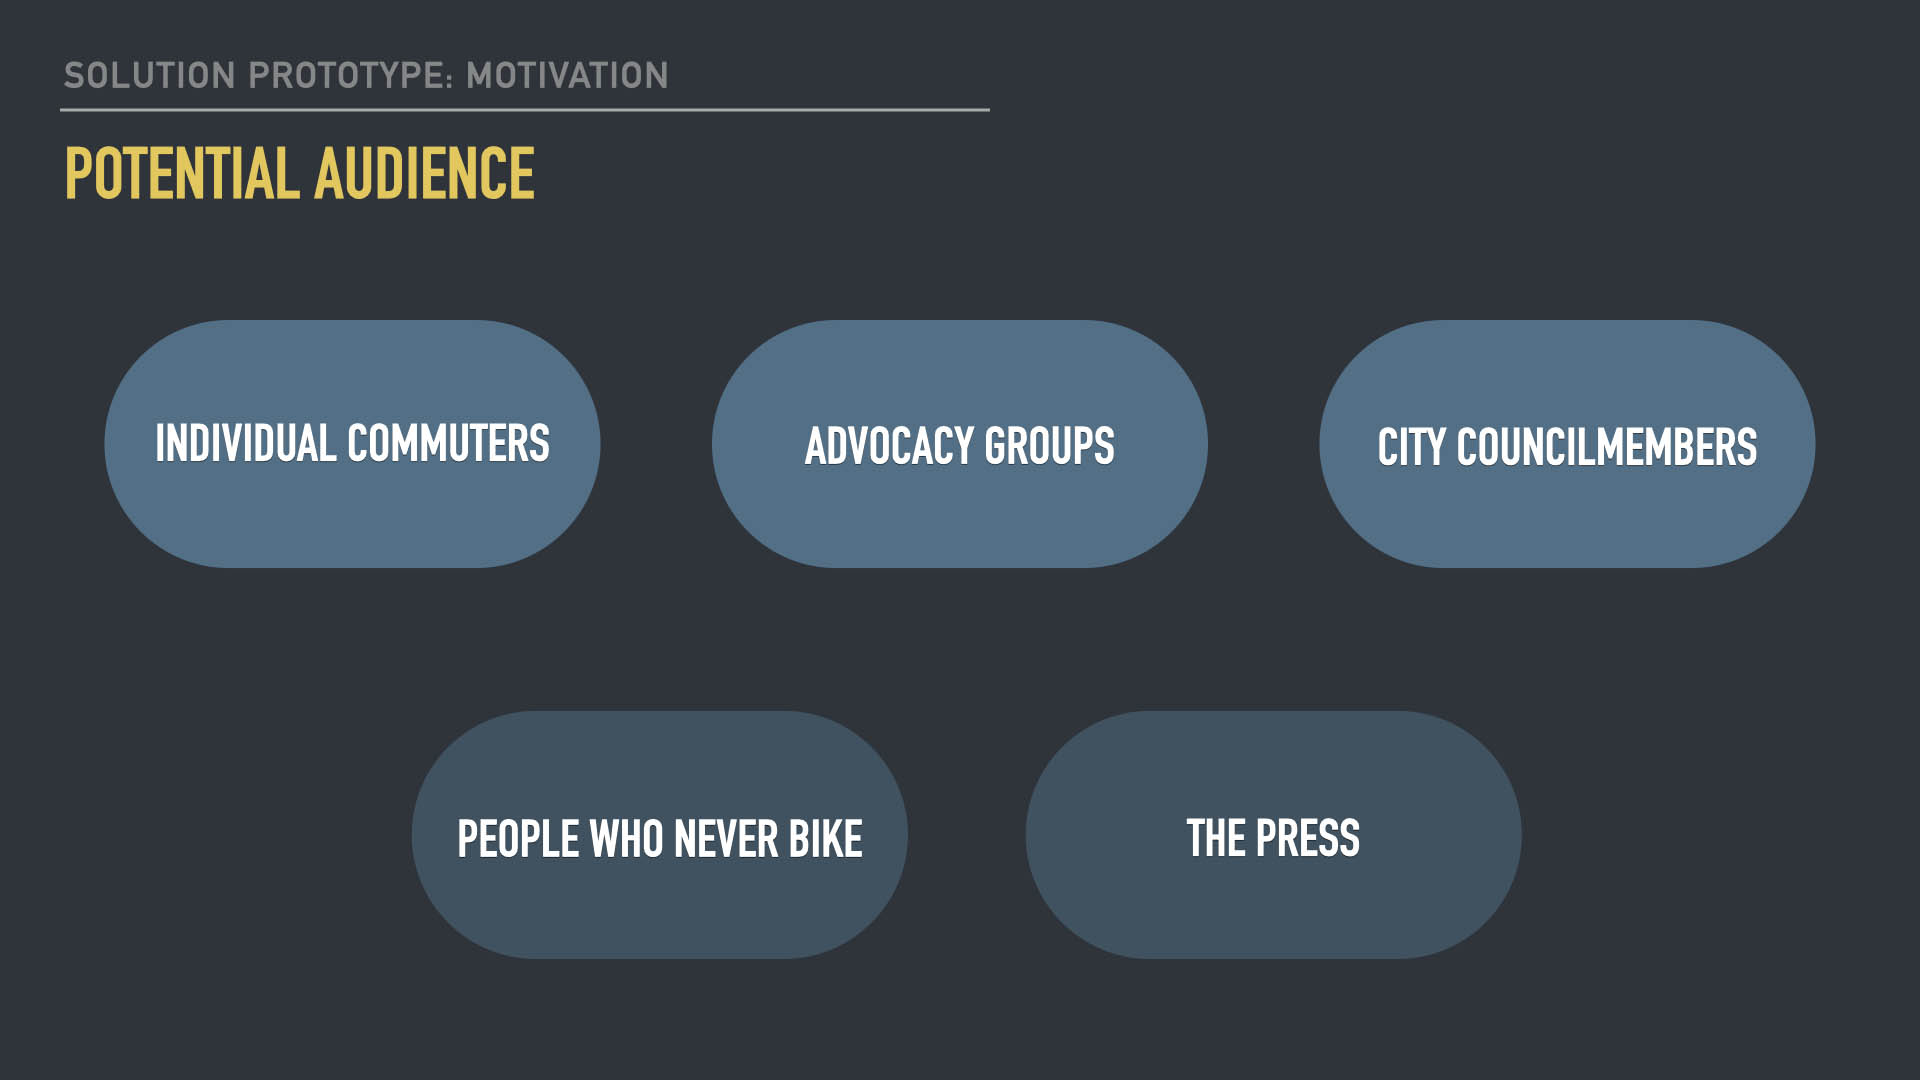 SOLUTION PROTOTYPE: MOTIVATION
POTENTIAL AUDIENCE
INDIVIDUAL COMMUTERS
ADVOCACY GROUPS
CITY COUNCILMEMBERS
PEOPLE WHO NEVER BIKE
THE PRESS